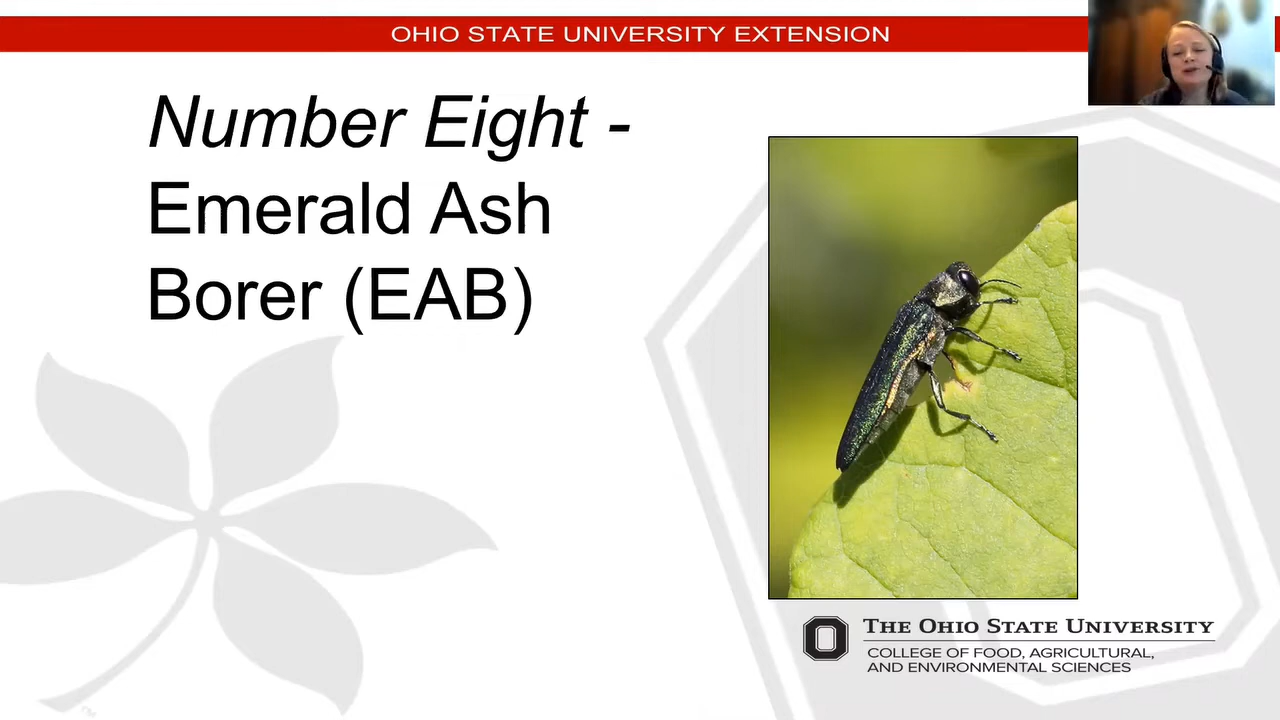 OHIO STATE UNIVERSITY EXTENSION
Number Eight -
Emerald Ash
Borer (EAB)
THE OHIO STATE UNIVERSITY
COLLEGE OF FOOD, AGRICULTURAL,
AND ENVIRONMENTAL SCIENCES
TM